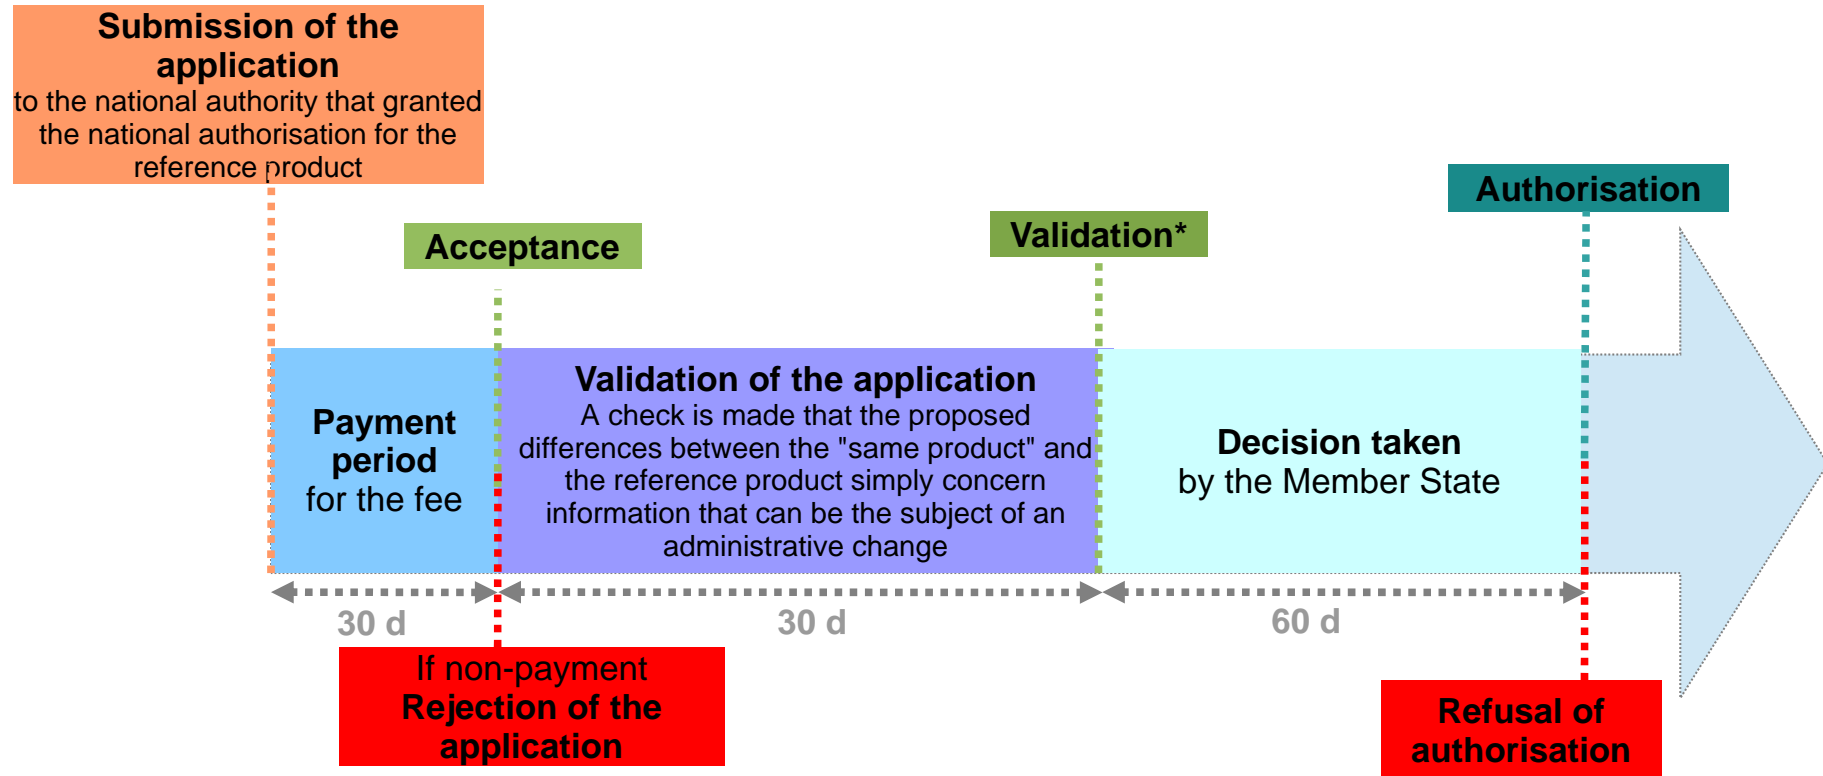 Submission of the
application
to the national authority that granted
the national authorisation for the
reference product
Authorisation
Acceptance
Validation*
Payment
period
for the fee
Validation of the application
A check is made that the proposed
differences between the "same product" and
the reference product simply concern
information that can be the subject of an
administrative change
Decision taken
by the Member State
30 d
30 d
60 d
If non-payment
Rejection of the
application
Refusal of
authorisation